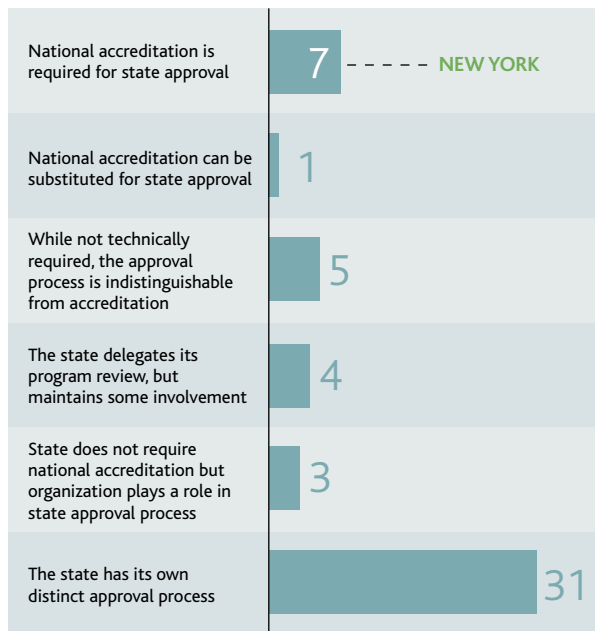 National accreditation is
required for state approval
7
NEW YORK
National accreditation can be
substituted for state approval
1
While not technically
required, the approval
process is indistinguishable
from accreditation
5
The state delegates its
program review, but
maintains some involvement
4
State does not require
national accreditation but
organization plays a role in
state approval process
3
The state has its own
distinct approval process
31